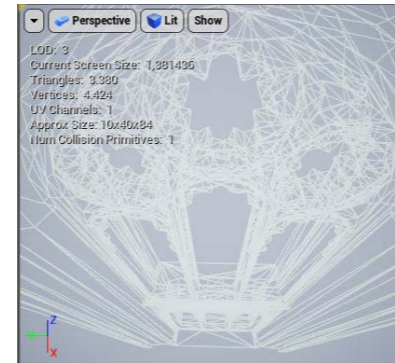 Perspective Lit Show
LOD: 3
Current Screen Size: 1,381436
Triangles: 3.380
Vertices: 4.424
UV Channels: 1
Approx Size: 10x40x84
Num Collision Primitives: 1
Z
X